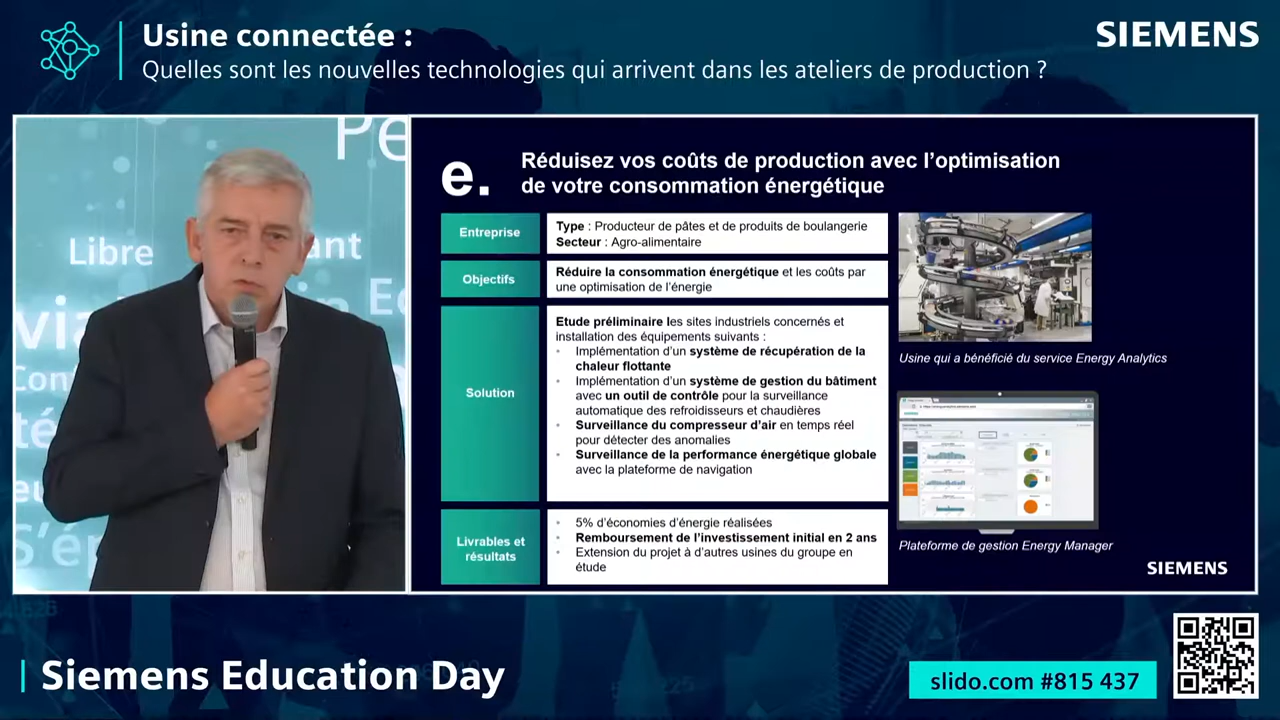 Usine connectée :
Quelles sont les nouvelles technologies qui arrivent dans les ateliers de production ?
SIEMENS
Libre
e.
Réduisez vos coûts de production avec l’optimisation
de votre consommation énergétique
Entreprise
Type : Producteur de pâtes et de produits de boulangerie
Secteur : Agro-alimentaire
Objectifs
Réduire la consommation énergétique et les coûts par
une optimisation de l’énergie
Solution
Etude préliminaire les sites industriels concernés et
installation des équipements suivants :
• Implémentation d’un système de récupération de la
chaleur flottante
• Implémentation d’un système de gestion du bâtiment
avec un outil de contrôle pour la surveillance
automatique des refroidisseurs et chaudières
• Surveillance du compresseur d’air en temps réel
pour détecter des anomalies
• Surveillance de la performance énergétique globale
avec la plateforme de navigation
Livrables et
résultats
• 5% d’économies d’énergie réalisées
• Remboursement de l’investissement initial en 2 ans
• Extension du projet à d’autres usines du groupe en
étude
Usine qui a bénéficié du service Energy Analytics
Plateforme de gestion Energy Manager
SIEMENS
Siemens Education Day
slido.com #815 437